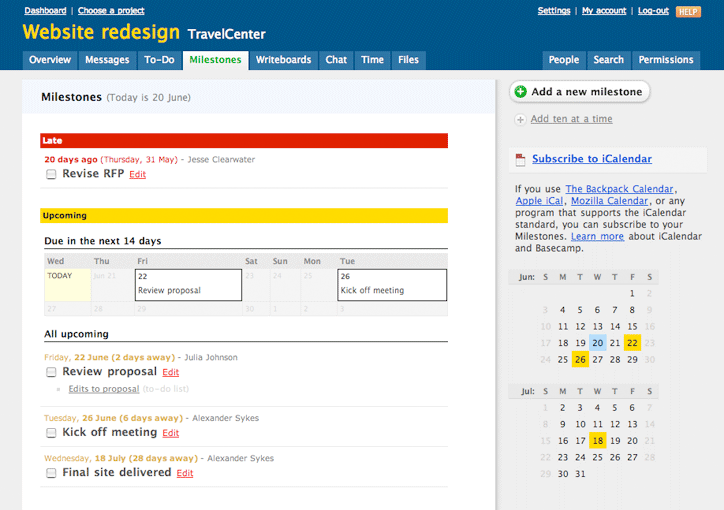 Dashboard | Choose a project
Settings | My account | Log-out HELP
Website redesign TravelCenter
Overview Messages To-Do Milestones Writeboards Chat Time Files People Search Permissions
Milestones (Today is 20 June)
Late
20 days ago (Thursday, 31 May) - Jesse Clearwater
Revise RFP Edit
Upcoming
Due in the next 14 days
Wed Thu Fri Sat Sun Mon Tue
TODAY Jun 21 22 23 24 25 26
Review proposal Kick off meeting
27 28 29 30 1 2 3
All upcoming
Friday, 22 June (2 days away) - Julia Johnson
Review proposal Edit
Edits to proposal (to-do list)
Tuesday, 26 June (6 days away) - Alexander Sykes
Kick off meeting Edit
Wednesday, 18 July (28 days away) - Alexander Sykes
Final site delivered Edit
Add a new milestone
Add ten at a time
Subscribe to iCalendar
If you use The Backpack Calendar,
Apple iCal, Mozilla Calendar, or any
program that supports the iCalendar
standard, you can subscribe to your
Milestones. Learn more about iCalendar
and Basecamp.
Jun: S M T W T F S
1 2
3 4 5 6 7 8 9
10 11 12 13 14 15 16
17 18 19 20 21 22 23
24 25 26 27 28 29 30
Jul: S M T W T F S
1 2 3 4 5 6 7
8 9 10 11 12 13 14
15 16 17 18 19 20 21
22 23 24 25 26 27 28
29 30 31